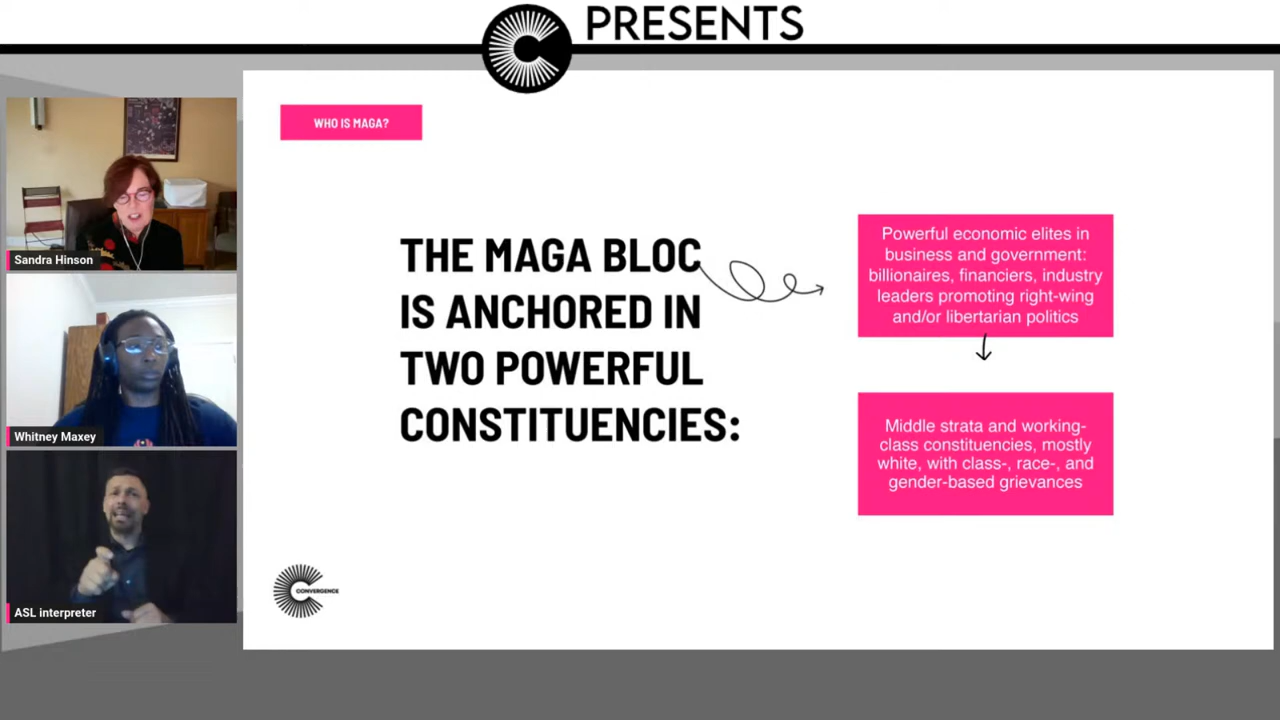 PRESENTS
WHO IS MAGA?
THE MAGA BLOC
IS ANCHORED IN
TWO POWERFUL
CONSTITUENCIES:
Powerful economic elites in
business and government:
billionaires, financiers, industry
leaders promoting right-wing
and/or libertarian politics
Middle strata and working-
class constituencies, mostly
white, with class-, race-, and
gender-based grievances
CONVERGENCE
Sandra Hinson
Whitney Maxey
ASL interpreter